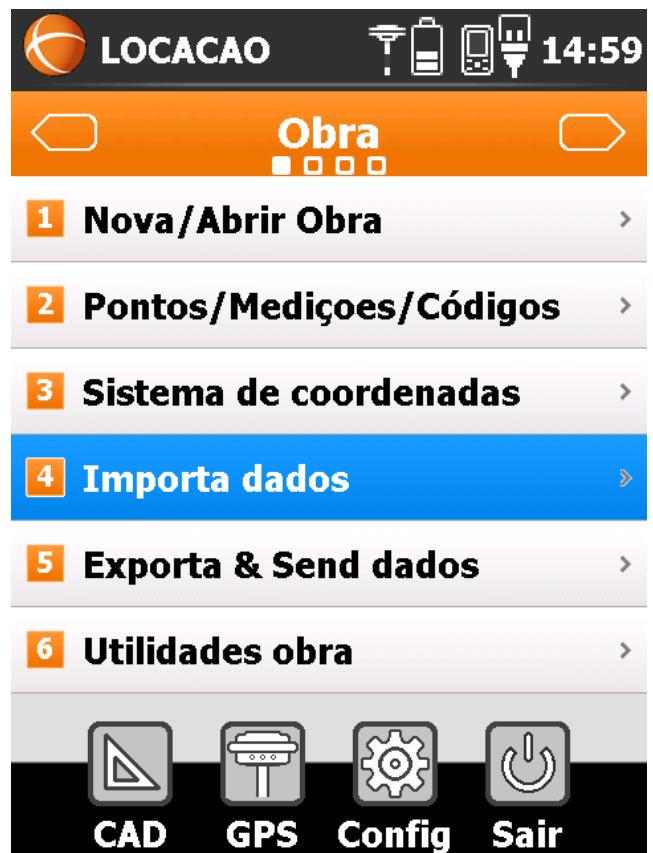 LOCACAO 14:59
Obra
1 Nova/Abrir Obra
2 Pontos/Mediçoes/Códigos
3 Sistema de coordenadas
4 Importa dados
5 Exporta & Send dados
6 Utilidades obra
CAD GPS Config Sair